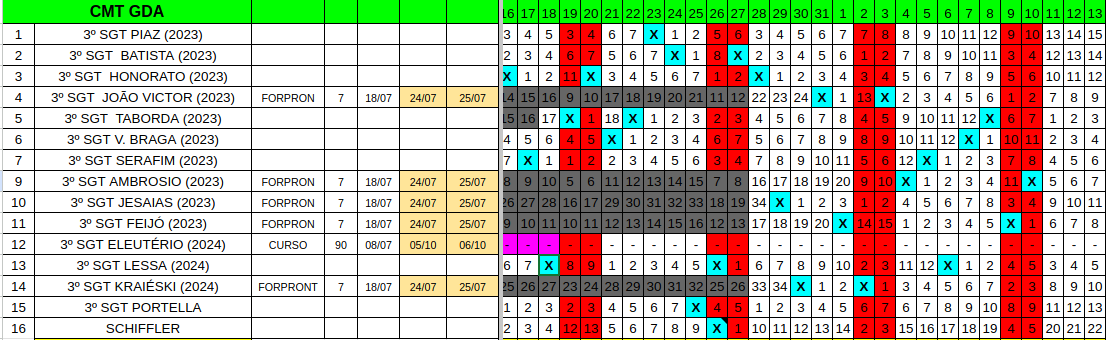 CMT GDA 16 17 18 19 20 21 22 23 24 25 26 27 28 29 30 31 1 2 3 4 5 6 7 8 9 10 11 12 13
1 3º SGT PIAZ (2023) 3 4 5 3 4 6 7 X 1 2 5 6 3 4 5 6 7 7 8 8 9 10 11 12 9 10 13 14 15
2 3º SGT BATISTA (2023) 2 3 4 6 7 5 6 7 X 1 8 X 2 3 4 5 6 1 2 7 8 9 10 11 3 4 12 13 14
3 3º SGT HONORATO (2023) X 1 2 11 X 3 4 5 6 7 1 2 X 1 2 3 4 3 4 5 6 7 8 9 5 6 10 11 12
4 3º SGT JOÃO VICTOR (2023) FORPRON 7 18/07 24/07 25/07 14 15 16 9 10 17 18 19 20 21 11 12 22 23 24 X 1 13 X 2 3 4 5 6 1 2 7 8 9
5 3º SGT TABORDA (2023) 15 16 17 X 1 18 X 1 2 3 2 3 4 5 6 7 8 4 5 9 10 11 12 X 6 7 1 2 3
6 3º SGT V. BRAGA (2023) 4 5 6 4 5 X 1 2 3 4 2 3 5 6 7 8 9 8 9 10 11 12 X 1 10 11 2 3 4
7 3º SGT SERAFIM (2023) 7 X 1 1 2 2 3 4 5 6 3 4 7 8 9 10 11 5 6 12 X 1 2 3 7 8 4 5 6
9 3º SGT AMBROSIO (2023) FORPRON 7 18/07 24/07 25/07 8 9 10 5 6 11 12 13 14 15 7 8 16 17 18 19 20 9 10 X 1 2 3 4 11 X 5 6 7
10 3º SGT JESAIAS (2023) FORPRON 7 18/07 24/07 25/07 26 27 28 16 17 29 30 31 32 33 18 19 34 X 1 2 3 1 2 4 5 6 7 8 3 4 9 10 11
11 3º SGT FEIJÓ (2023) FORPRON 7 18/07 24/07 25/07 9 10 11 10 11 12 13 14 15 16 12 13 17 18 19 20 X 14 15 1 2 3 4 5 X 1 6 7 8
12 3º SGT ELEUTÉRIO (2024) CURSO 90 08/07 05/10 06/10 - - - - - - - - - - - - - - - - - - - - - - - - - - - - -
13 3º SGT LESSA (2024) 6 7 X 8 9 1 2 3 4 5 X 1 6 7 8 9 10 2 3 11 12 X 1 2 4 5 3 4 5
14 3º SGT KRAIÉSKI (2024) FORPRONT 7 18/07 24/07 25/07 25 26 27 23 24 28 29 30 31 32 25 26 33 34 X 1 2 X 1 3 4 5 6 7 2 3 8 9 10
15 3º SGT PORTELLA 1 2 3 2 3 4 5 6 7 X 4 5 1 2 3 4 5 6 7 6 7 8 9 10 8 9 11 12 13
16 SCHIFFLER 2 3 4 12 13 5 6 7 8 9 X 1 10 11 12 13 14 2 3 15 16 17 18 19 4 5 20 21 22